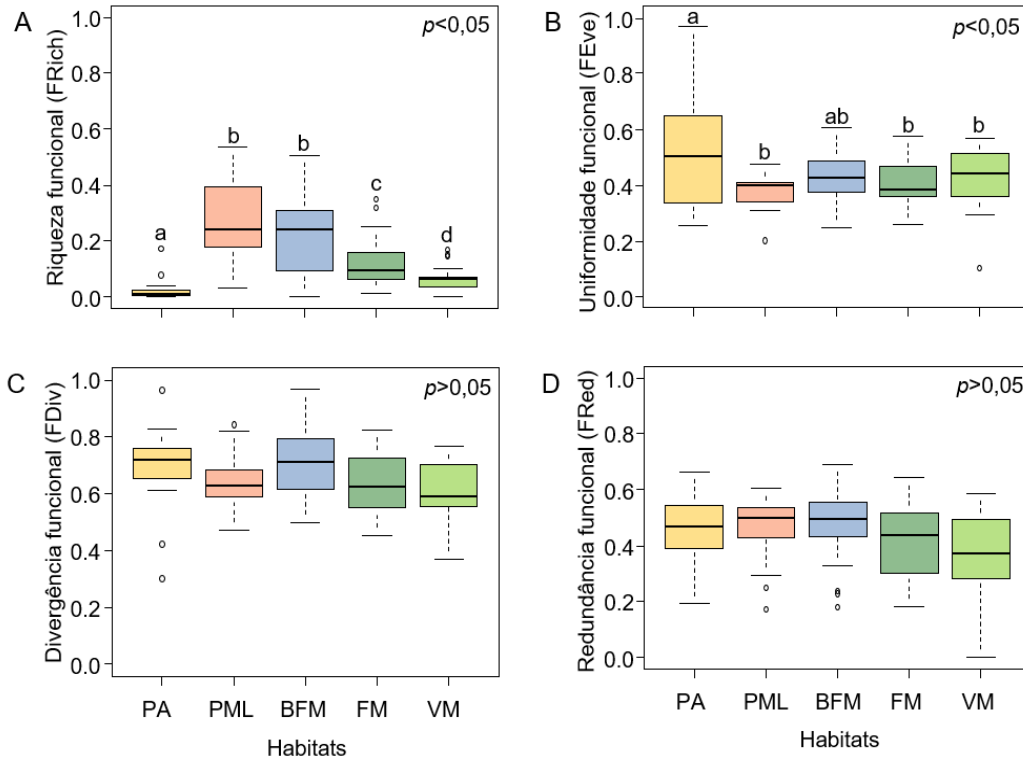 A
Riqueza funcional (FRich)
1.0
0.8
0.6
0.4
0.2
0.0
p<0,05
a
b
b
c
d
B
Uniformidade funcional (FEve)
1.0
0.8
0.6
0.4
0.2
0.0
p<0,05
a
b
ab
b
b
C
Divergência funcional (FDiv)
1.0
0.8
0.6
0.4
0.2
0.0
p>0,05
PA PML BFM FM VM
Habitats
D
Redundância funcional (FRed)
1.0
0.8
0.6
0.4
0.2
0.0
p>0,05
PA PML BFM FM VM
Habitats